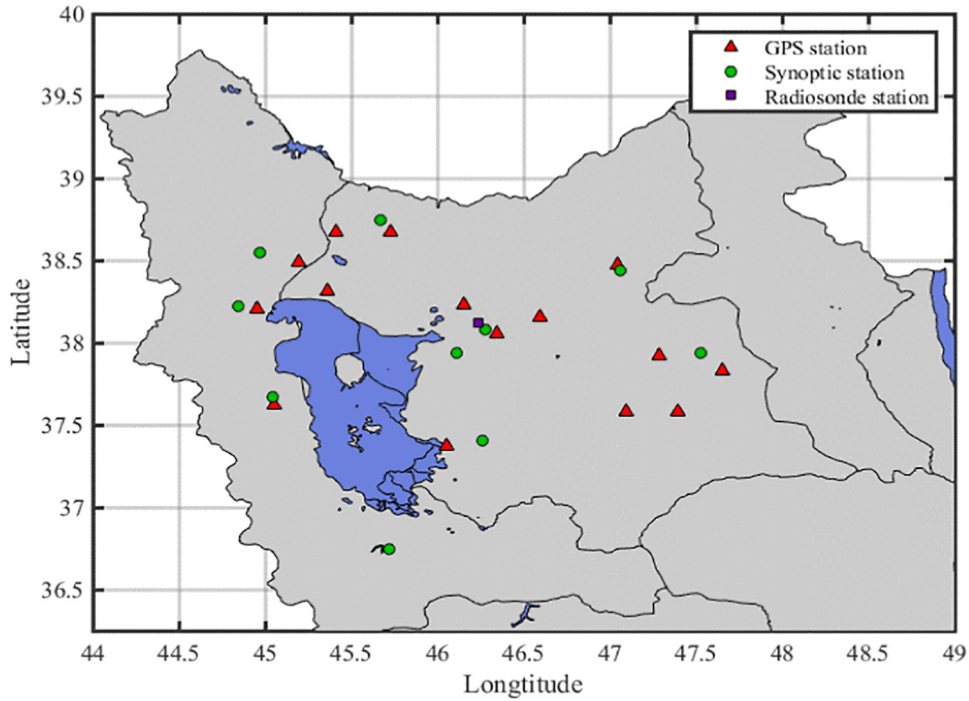 40
39.5
39
38.5
38
37.5
37
36.5
Latitude
GPS station
Synoptic station
Radiosonde station
44 44.5 45 45.5 46 46.5 47 47.5 48 48.5 49
Longtitude